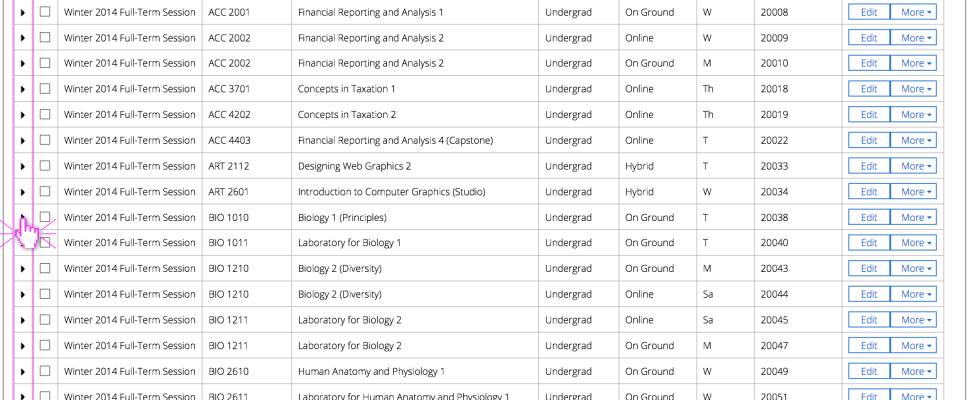 Winter 2014 Full-Term Session ACC 2001 Financial Reporting and Analysis 1 Undergrad On Ground W 20008 Edit More
Winter 2014 Full-Term Session ACC 2002 Financial Reporting and Analysis 2 Undergrad Online W 20009 Edit More
Winter 2014 Full-Term Session ACC 2002 Financial Reporting and Analysis 2 Undergrad On Ground M 20010 Edit More
Winter 2014 Full-Term Session ACC 3701 Concepts in Taxation 1 Undergrad Online Th 20018 Edit More
Winter 2014 Full-Term Session ACC 4202 Concepts in Taxation 2 Undergrad Online Th 20019 Edit More
Winter 2014 Full-Term Session ACC 4403 Financial Reporting and Analysis 4 (Capstone) Undergrad Online T 20022 Edit More
Winter 2014 Full-Term Session ART 2112 Designing Web Graphics 2 Undergrad Hybrid T 20033 Edit More
Winter 2014 Full-Term Session ART 2601 Introduction to Computer Graphics (Studio) Undergrad Hybrid W 20034 Edit More
Winter 2014 Full-Term Session BIO 1010 Biology 1 (Principles) Undergrad On Ground T 20038 Edit More
Winter 2014 Full-Term Session BIO 1011 Laboratory for Biology 1 Undergrad On Ground T 20040 Edit More
Winter 2014 Full-Term Session BIO 1210 Biology 2 (Diversity) Undergrad On Ground M 20043 Edit More
Winter 2014 Full-Term Session BIO 1210 Biology 2 (Diversity) Undergrad Online Sa 20044 Edit More
Winter 2014 Full-Term Session BIO 1211 Laboratory for Biology 2 Undergrad Online Sa 20045 Edit More
Winter 2014 Full-Term Session BIO 1211 Laboratory for Biology 2 Undergrad On Ground M 20047 Edit More
Winter 2014 Full-Term Session BIO 2610 Human Anatomy and Physiology 1 Undergrad On Ground W 20049 Edit More
Winter 2014 Full-Term Session BIO 2611 Laboratory for Human Anatomy and Physiology 1 Undergrad On Ground W 20051 Edit More